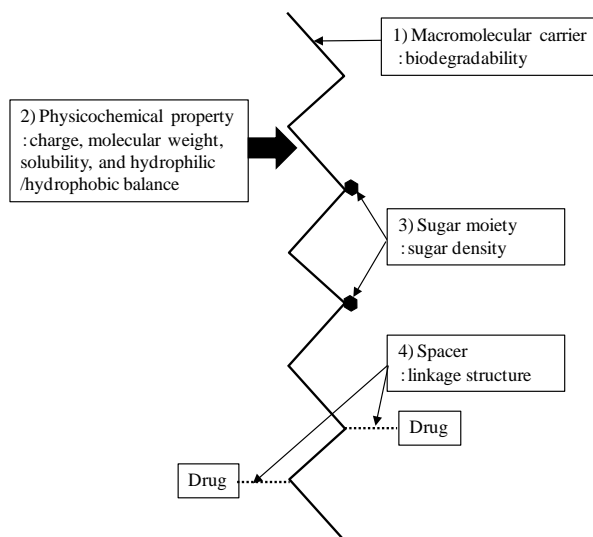 1) Macromolecular carrier
: biodegradability
2) Physicochemical property
: charge, molecular weight,
solubility, and hydrophilic
/hydrophobic balance
3) Sugar moiety
: sugar density
4) Spacer
: linkage structure
Drug
Drug